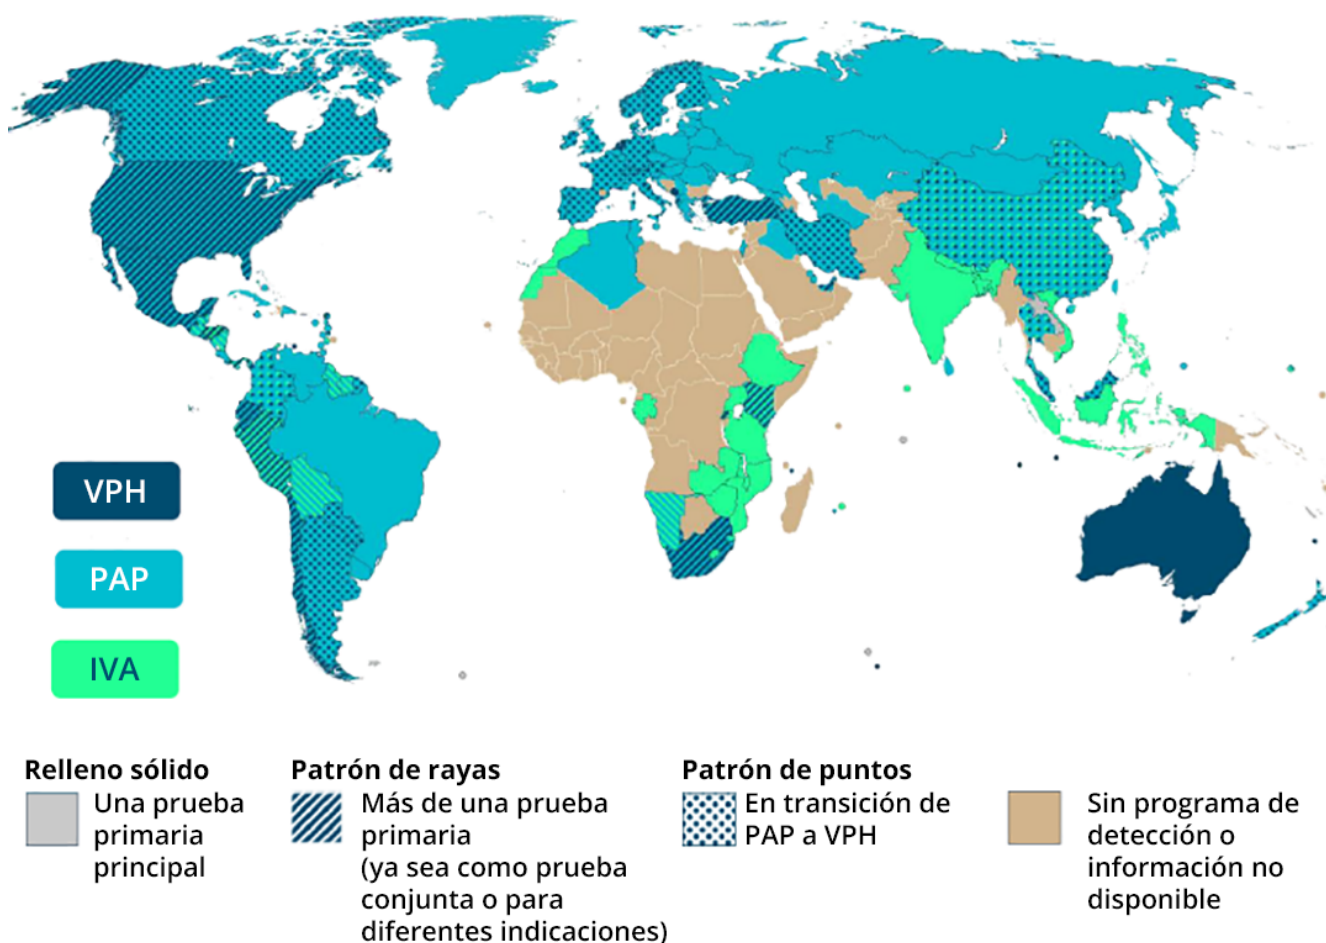 VPH
PAP
IVA
Relleno sólido
Una prueba
primaria
principal
Patrón de rayas
Más de una prueba
primaria
(ya sea como prueba
conjunta o para
diferentes indicaciones)
Patrón de puntos
En transición de
PAP a VPH
Sin programa de
detección o
información no
disponible